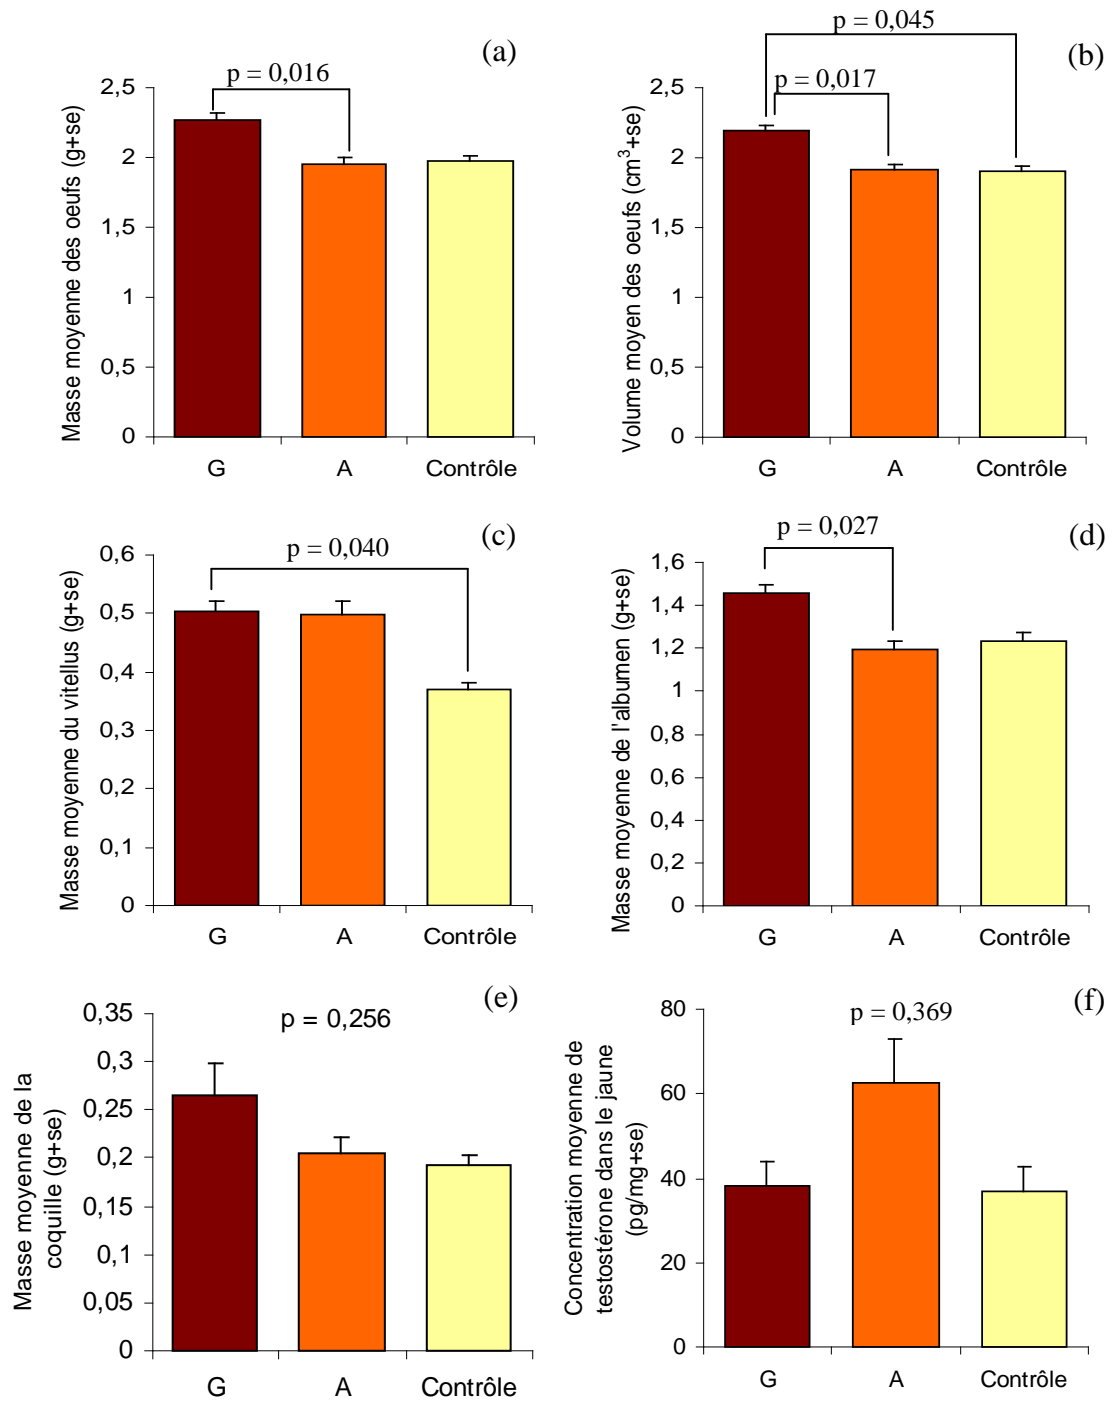 (a)
p = 0,016
Masse moyenne des oeufs (g+se)
2,5
2
1,5
1
0,5
0
G A Contrôle
(b)
p = 0,045
p = 0,017
Volume moyen des oeufs (cm³+se)
2,5
2
1,5
1
0,5
0
G A Contrôle
(c)
p = 0,040
Masse moyenne du vitellus (g+se)
0,6
0,5
0,4
0,3
0,2
0,1
0
G A Contrôle
(d)
p = 0,027
Masse moyenne de l'albumen (g+se)
1,6
1,4
1,2
1
0,8
0,6
0,4
0,2
0
G A Contrôle
(e)
p = 0,256
Masse moyenne de la
coquille (g+se)
0,35
0,3
0,25
0,2
0,15
0,1
0,05
0
G A Contrôle
(f)
p = 0,369
Concentration moyenne de
testostérone dans le jaune
(pg/mg+se)
80
60
40
20
0
G A Contrôle